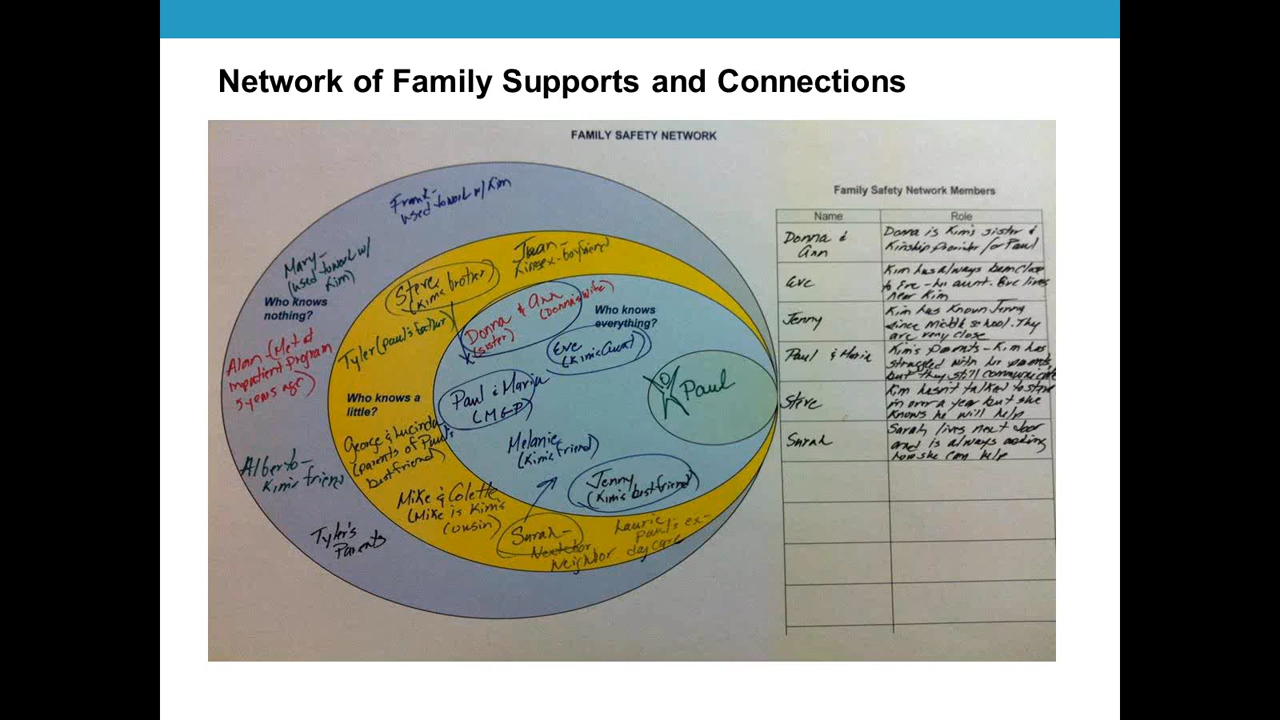 Network of Family Supports and Connections
FAMILY SAFETY NETWORK
Frank-
used to work w/ Kim
Mary-
(used to work w/
Kim)
Who knows
nothing?
Alan (Met at
inpatient program
5 years ago)
Alberto-
Kim's friend
Tyler's
Parents
Juan-
Kim's ex-boyfriend
Steve
(Kim's brother)
Tyler (Paul's father)
Who knows a
little?
George & Lucinda
(parents of Paul's
best friend)
Mike & Colette
(Mike is Kim's
cousin)
Sarah-
neighbor
Laurie
Paul's ex-
daycare
Who knows
everything?
Donna & Ann
(sister) (Donna's wife)
Eve
(Kim's Aunt)
Paul & Maria
(MGP)
Melanie
(Kim's friend)
Jenny
(Kim's best friend)
Paul
Family Safety Network Members
Name Role
Donna &
Ann
Donna is Kim's sister &
Kinship Provider for Paul
Eve
Kim has always been close
to Eve - her aunt. Eve lives
near Kim
Jenny
Kim has known Jenny
since middle school. They
are very close
Paul & Maria
Kim's parents - Kim has
struggled with her parents
but they still communicate
Steve
Kim hasn't talked to Steve
in over a year but she
knows he will help
Sarah
Sarah lives next door
and is always asking
how she can help